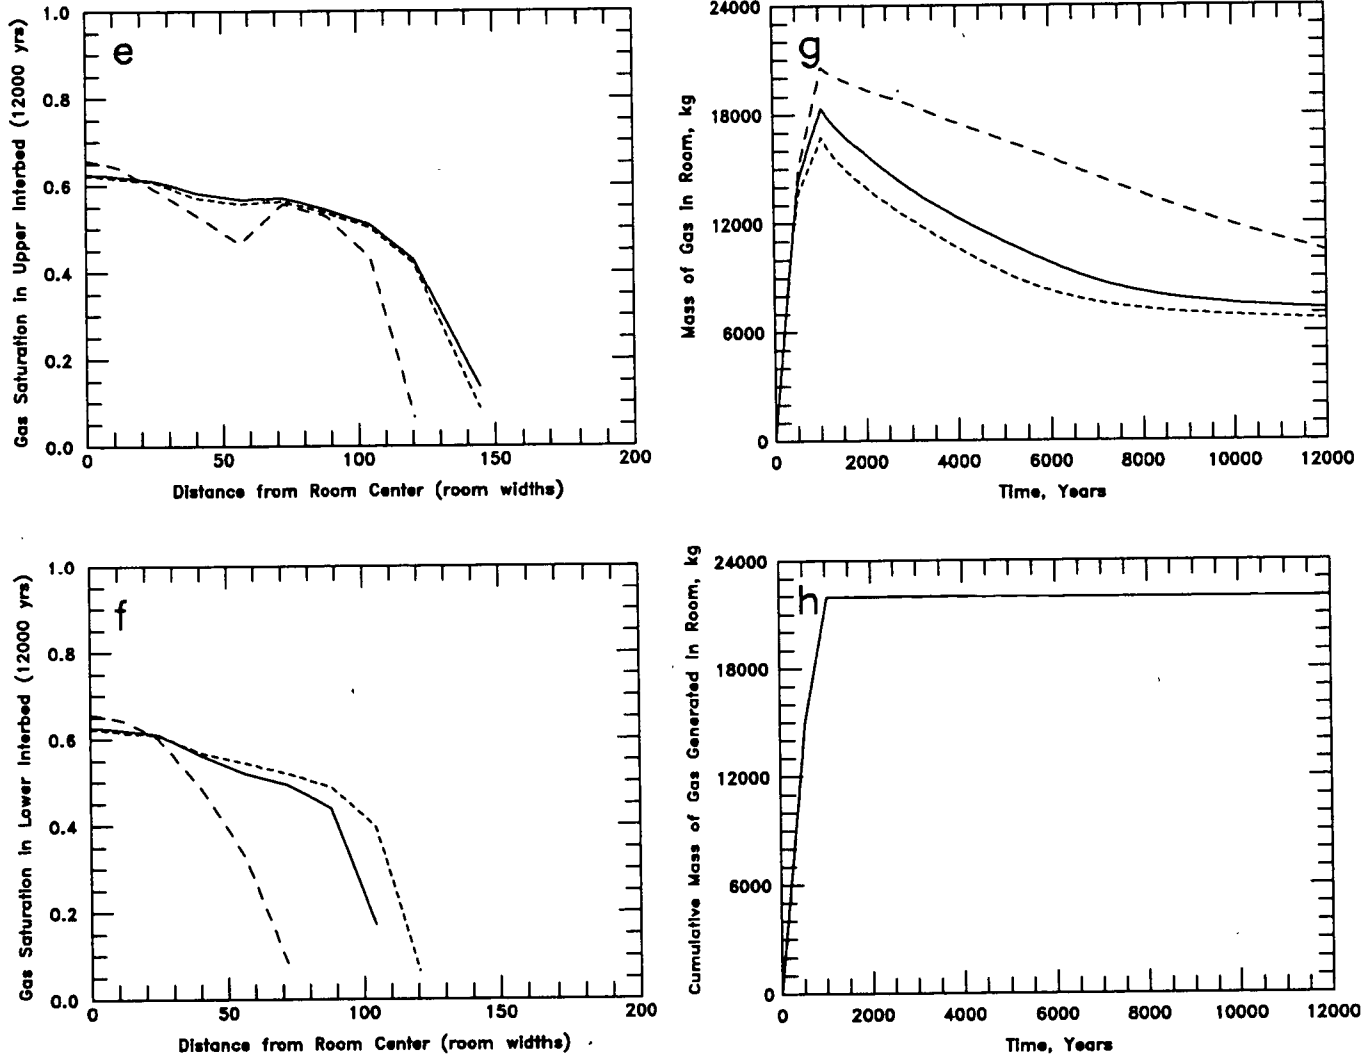 e
Gas Saturation in Upper Interbed (12000 yrs)
1.0
0.8
0.6
0.4
0.2
0.0
0 50 100 150 200
Distance from Room Center (room widths)
g
Mass of Gas in Room, kg
24000
18000
12000
6000
0
0 2000 4000 6000 8000 10000 12000
Time, Years
f
Gas Saturation in Lower Interbed (12000 yrs)
1.0
0.8
0.6
0.4
0.2
0.0
0 50 100 150 200
Distance from Room Center (room widths)
h
Cumulative Mass of Gas Generated in Room, kg
24000
18000
12000
6000
0
0 2000 4000 6000 8000 10000 12000
Time, Years